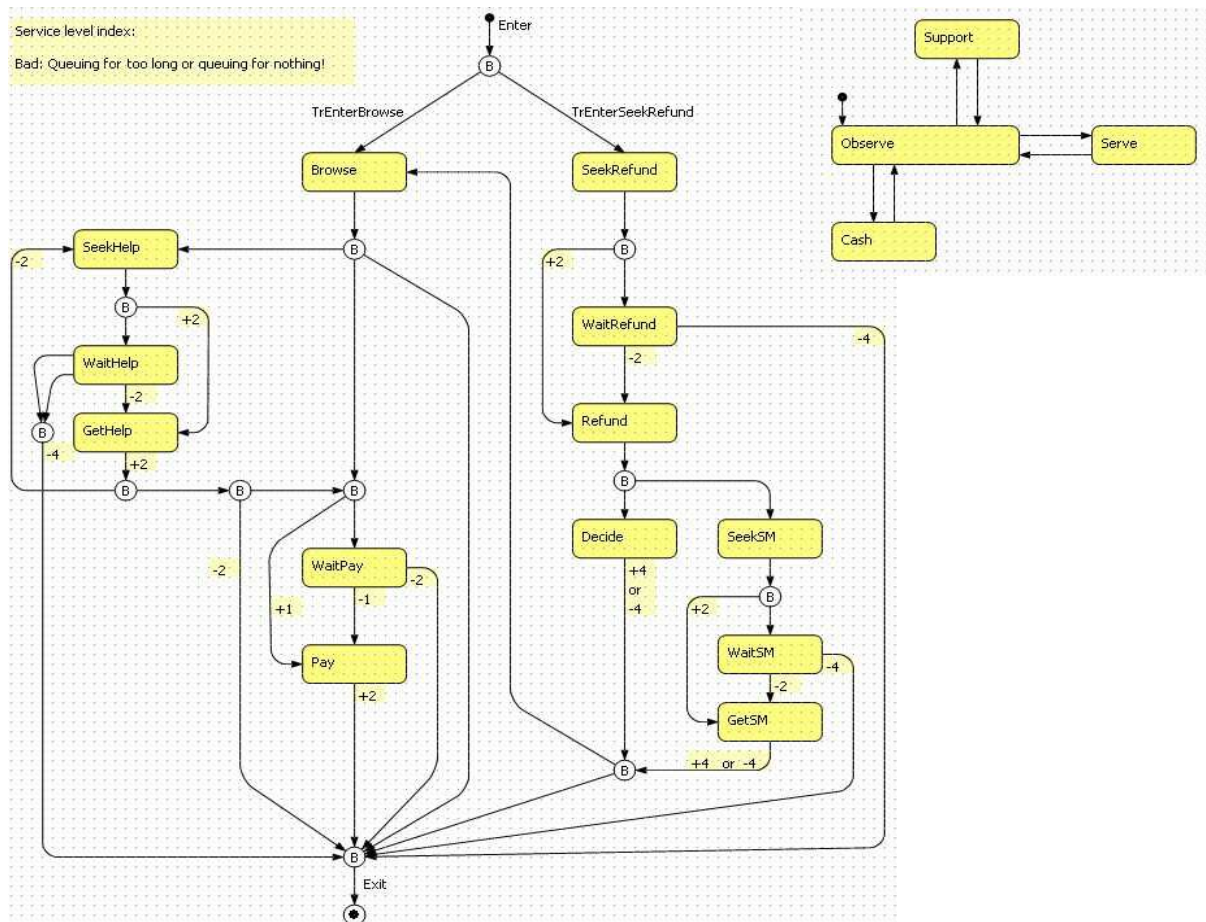 Service level index:
Bad: Queuing for too long or queuing for nothing!
Enter
B
TrEnterBrowse
TrEnterSeekRefund
Browse
SeekRefund
B
B
SeekHelp
-2
+2
B
+2
WaitRefund
-4
-2
WaitHelp
-2
Refund
B
GetHelp
-4
+2
B
B
B
B
Decide
SeekSM
WaitPay
-2
-2
-1
+4
or
-4
B
+2
+1
WaitSM
-4
-2
Pay
+2
GetSM
+4 or -4
B
B
Exit
Support
Observe
Serve
Cash